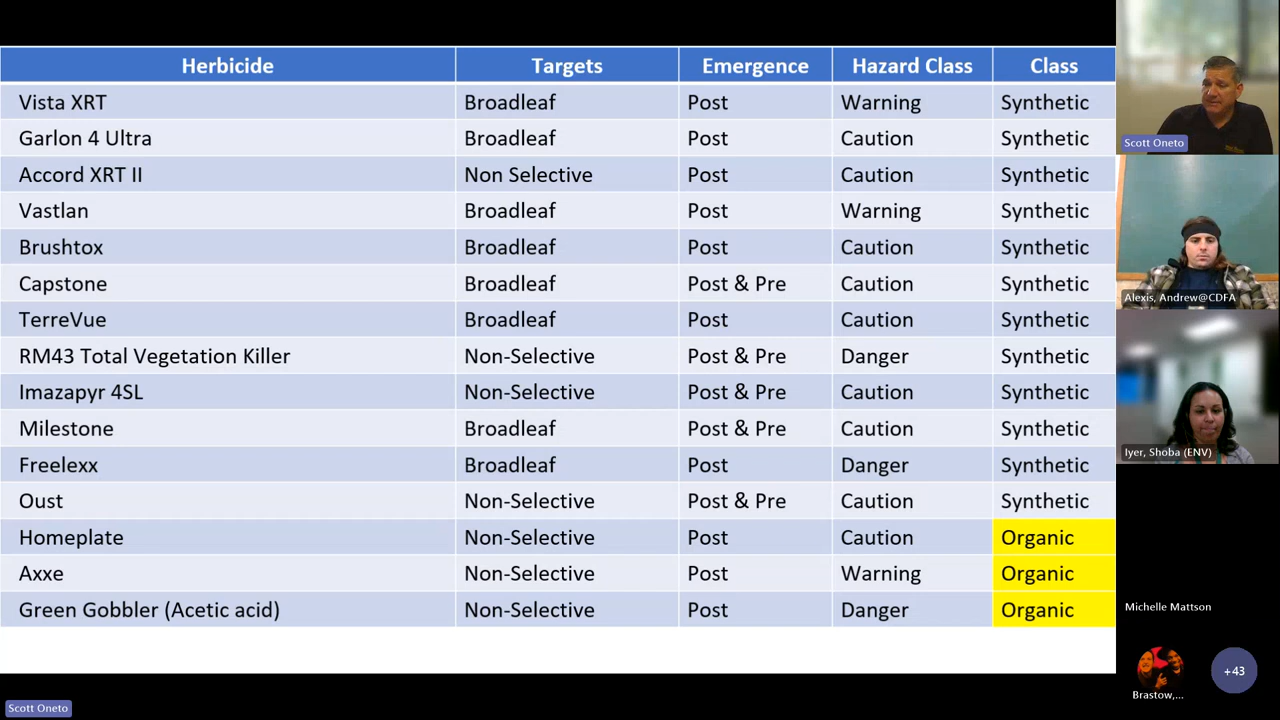 Herbicide Targets Emergence Hazard Class Class
Vista XRT Broadleaf Post Warning Synthetic
Garlon 4 Ultra Broadleaf Post Caution Synthetic
Accord XRT II Non Selective Post Caution Synthetic
Vastlan Broadleaf Post Warning Synthetic
Brushtox Broadleaf Post Caution Synthetic
Capstone Broadleaf Post & Pre Caution Synthetic
TerreVue Broadleaf Post Caution Synthetic
RM43 Total Vegetation Killer Non-Selective Post & Pre Danger Synthetic
Imazapyr 4SL Non-Selective Post & Pre Caution Synthetic
Milestone Broadleaf Post & Pre Caution Synthetic
Freelexx Broadleaf Post Danger Synthetic
Oust Non-Selective Post & Pre Caution Synthetic
Homeplate Non-Selective Post Caution Organic
Axxe Non-Selective Post Warning Organic
Green Gobbler (Acetic acid) Non-Selective Post Danger Organic
Scott Oneto
Alexis, Andrew@CDFA
Iyer, Shoba (ENV)
Michelle Mattson
Brastow,...
+43
Scott Oneto